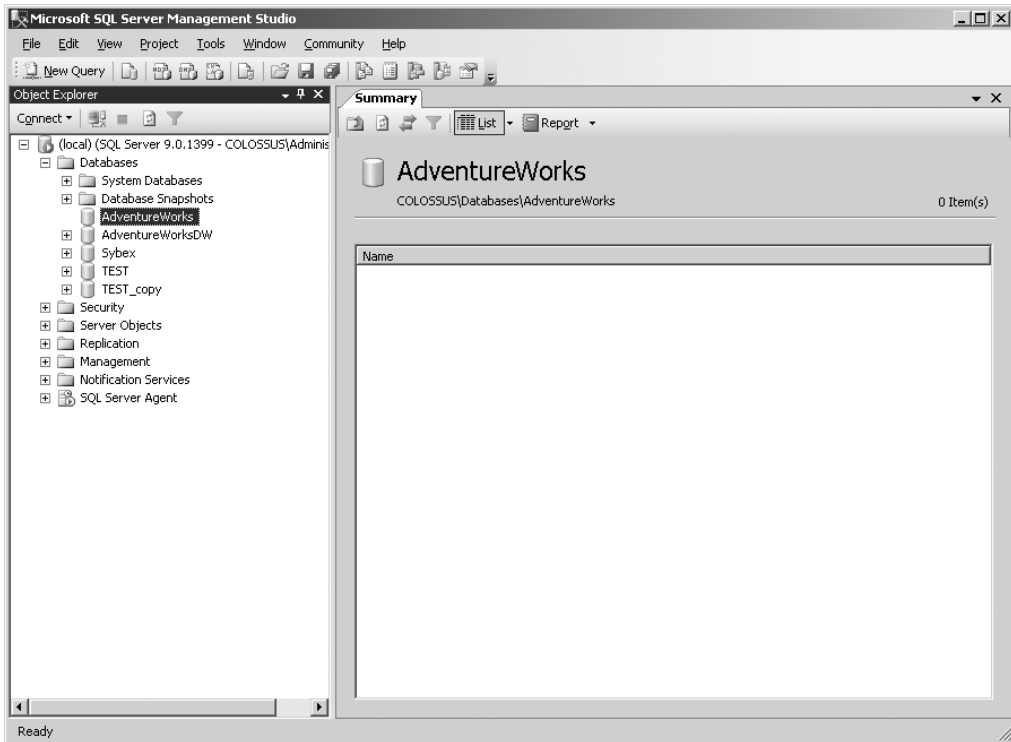 Microsoft SQL Server Management Studio
File Edit View Project Tools Window Community Help
New Query
Object Explorer
Connect
(local) (SQL Server 9.0.1399 - COLOSSUS\Adminis
Databases
System Databases
Database Snapshots
AdventureWorks
AdventureWorksDW
Sybex
TEST
TEST_copy
Security
Server Objects
Replication
Management
Notification Services
SQL Server Agent
Summary
List Report
AdventureWorks
COLOSSUS\Databases\AdventureWorks 0 Item(s)
Name
Ready